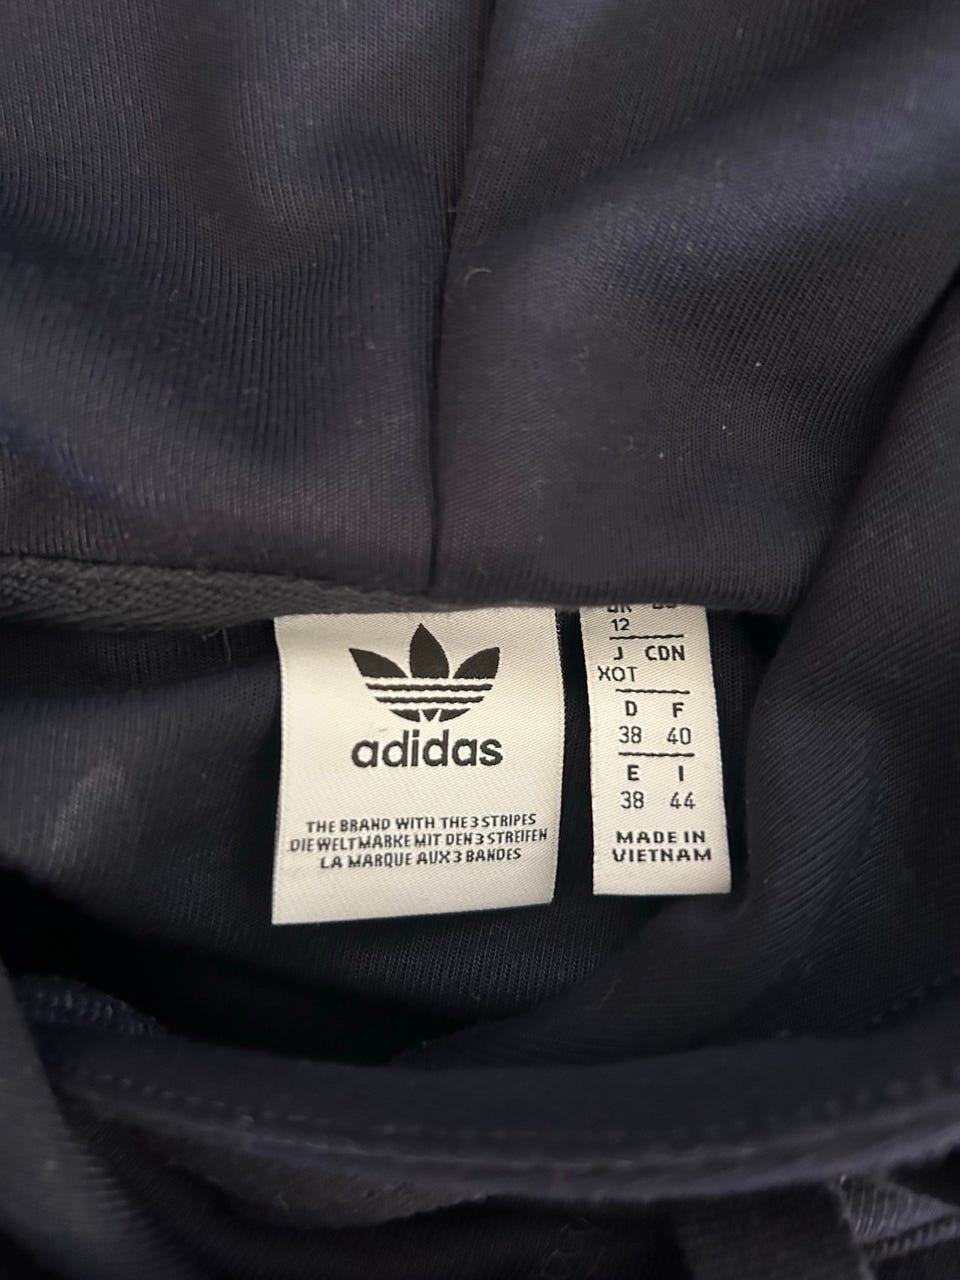 adidas
THE BRAND WITH THE 3 STRIPES
DIE WELTMARKE MIT DEN 3 STREIFEN
LA MARQUE AUX 3 BANDES
12
J CDN
XOT
D F
38 40
E I
38 44
MADE IN
VIETNAM